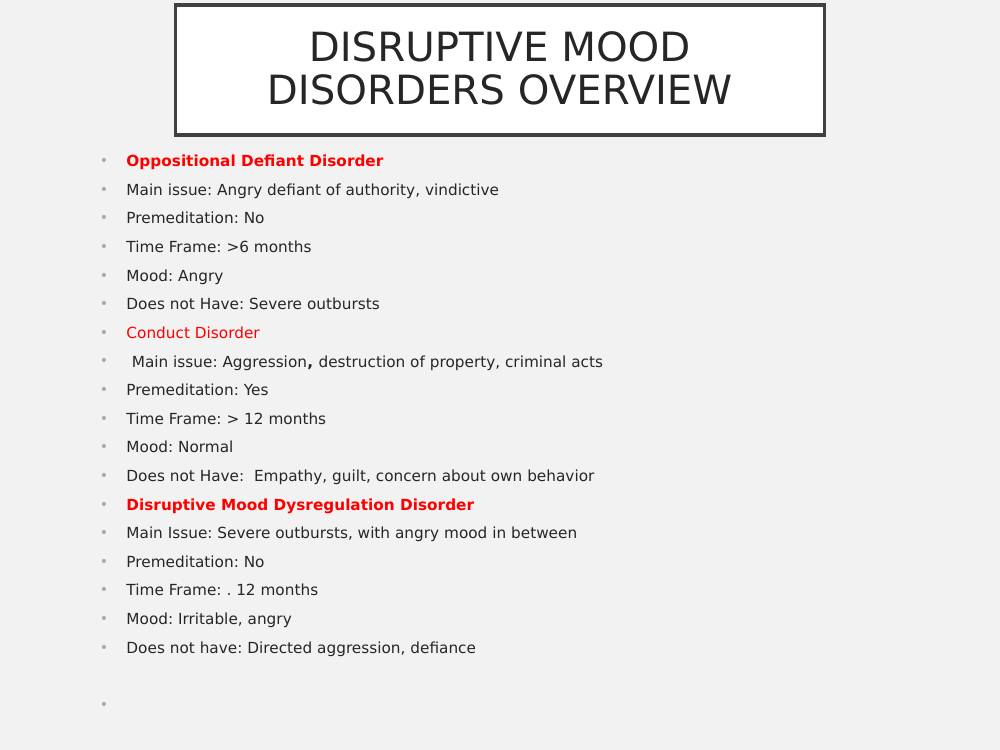 DISRUPTIVE MOOD
DISORDERS OVERVIEW
• Oppositional Defiant Disorder
• Main issue: Angry defiant of authority, vindictive
• Premeditation: No
• Time Frame: >6 months
• Mood: Angry
• Does not Have: Severe outbursts
• Conduct Disorder
• Main issue: Aggression, destruction of property, criminal acts
• Premeditation: Yes
• Time Frame: > 12 months
• Mood: Normal
• Does not Have:  Empathy, guilt, concern about own behavior
• Disruptive Mood Dysregulation Disorder
• Main Issue: Severe outbursts, with angry mood in between
• Premeditation: No
• Time Frame: . 12 months
• Mood: Irritable, angry
• Does not have: Directed aggression, defiance
•